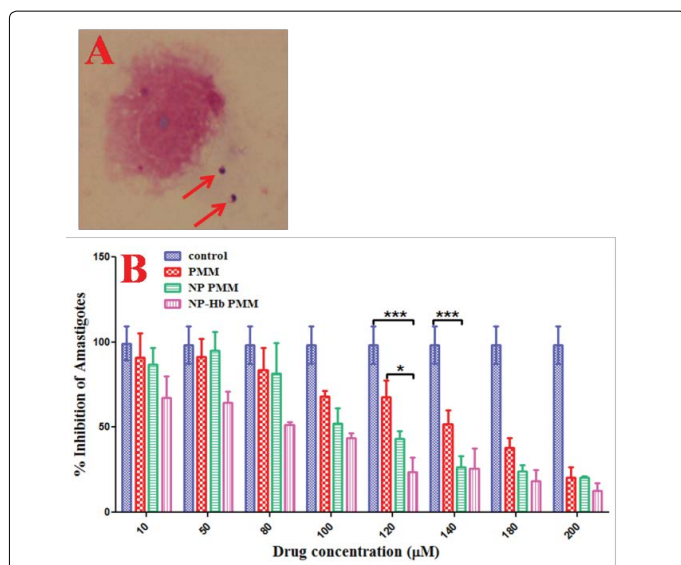 A
B
control
PMM
NP PMM
NP-Hb PMM
150
100
50
0
% Inhibition of Amastigotes
***
***
*
10
50
80
100
120
140
180
200
Drug concentration (µM)